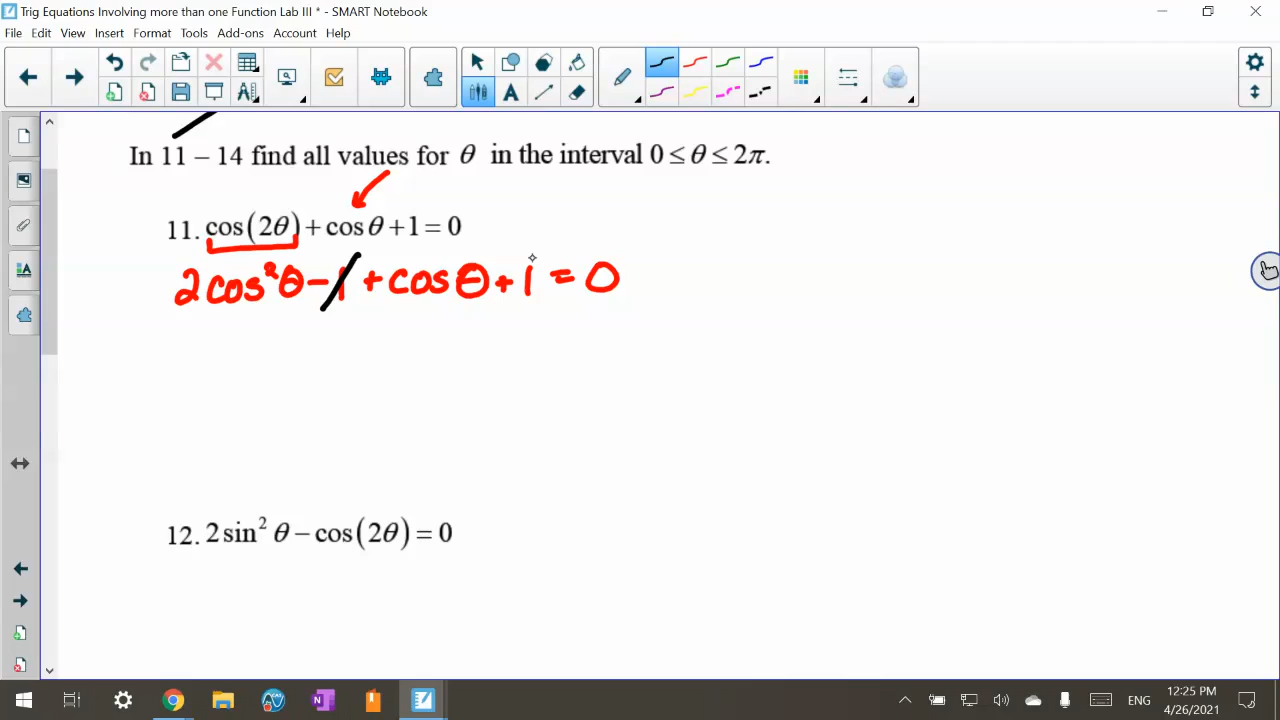 Trig Equations Involving more than one Function Lab III * - SMART Notebook
File Edit View Insert Format Tools Add-ons Account Help
In 11 – 14 find all values for θ in the interval 0 ≤ θ ≤ 2π.
11. cos(2θ) + cos θ + 1 = 0
2cos²θ - 1 + cos θ + 1 = 0
12. 2 sin² θ – cos(2θ) = 0
ENG
12:25 PM
4/26/2021